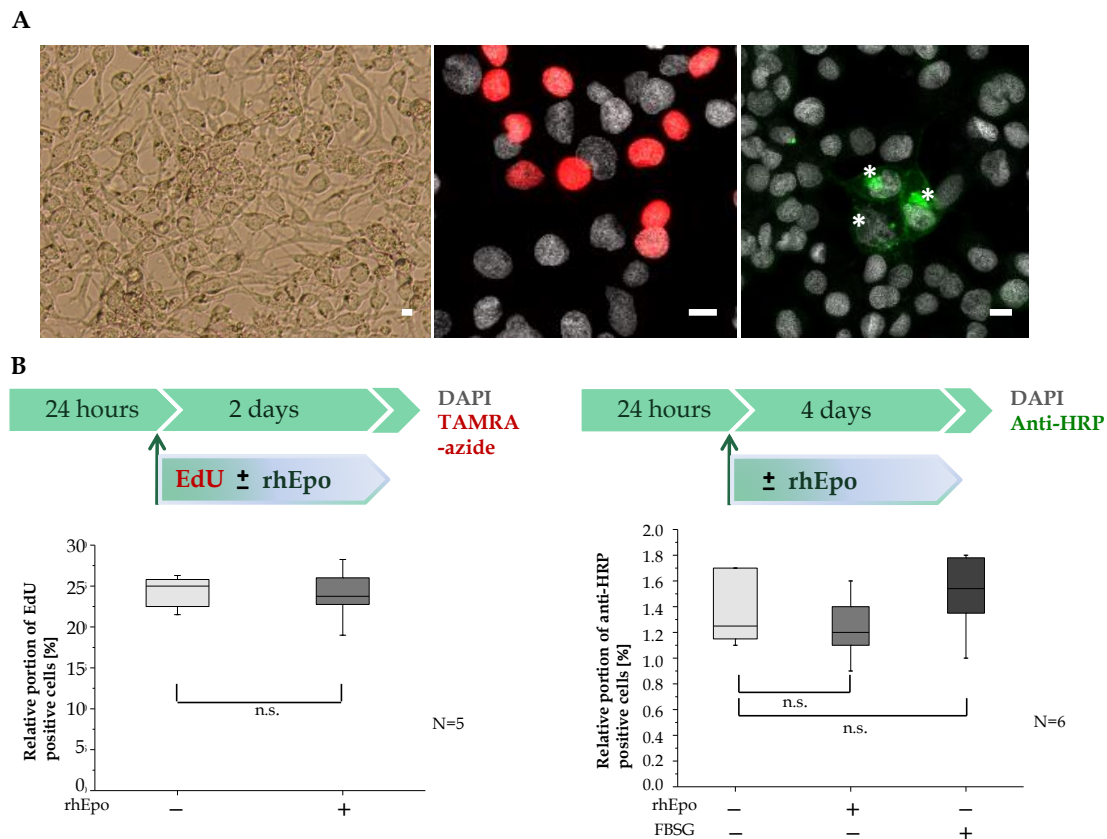 A
*
*
*
B
24 hours
2 days
DAPI
TAMRA
-azide
EdU ± rhEpo
24 hours
4 days
DAPI
Anti-HRP
± rhEpo
Relative portion of EdU
positive cells [%]
30
25
20
15
10
5
0
n.s.
N=5
rhEpo
–
+
Relative portion of anti-HRP
positive cells [%]
2.0
1.8
1.6
1.4
1.2
1.0
0.8
0.6
0.4
0.2
0.0
n.s.
n.s.
N=6
rhEpo
–
+
–
FBSG
–
–
+